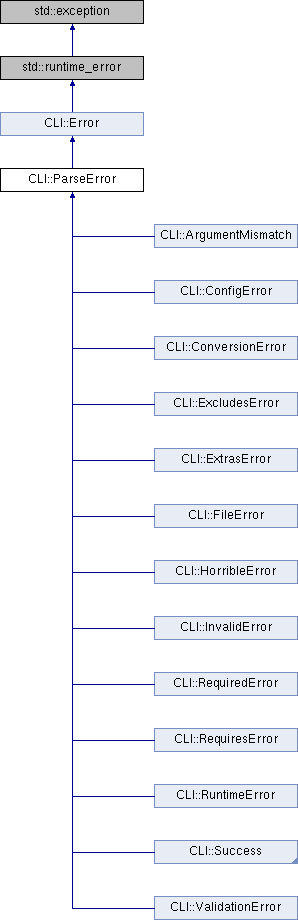 std::exception
std::runtime_error
CLI::Error
CLI::ParseError
CLI::ArgumentMismatch
CLI::ConfigError
CLI::ConversionError
CLI::ExcludesError
CLI::ExtrasError
CLI::FileError
CLI::HorribleError
CLI::InvalidError
CLI::RequiredError
CLI::RequiresError
CLI::RuntimeError
CLI::Success
CLI::ValidationError